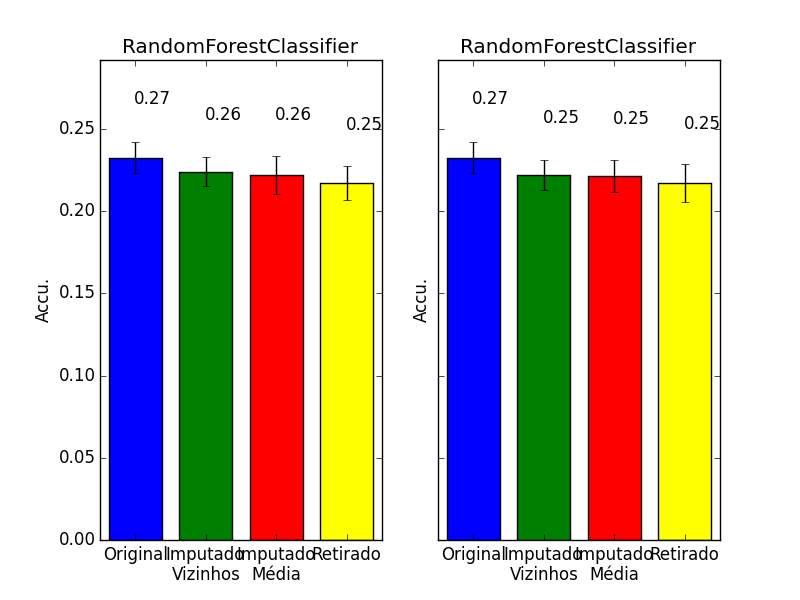 RandomForestClassifier
0.27
0.26
0.26
0.25
0.25
0.20
0.15
0.10
0.05
0.00
Accu.
Original
Imputado
Vizinhos
Imputado
Média
Retirado
RandomForestClassifier
0.27
0.25
0.25
0.25
Accu.
Original
Imputado
Vizinhos
Imputado
Média
Retirado